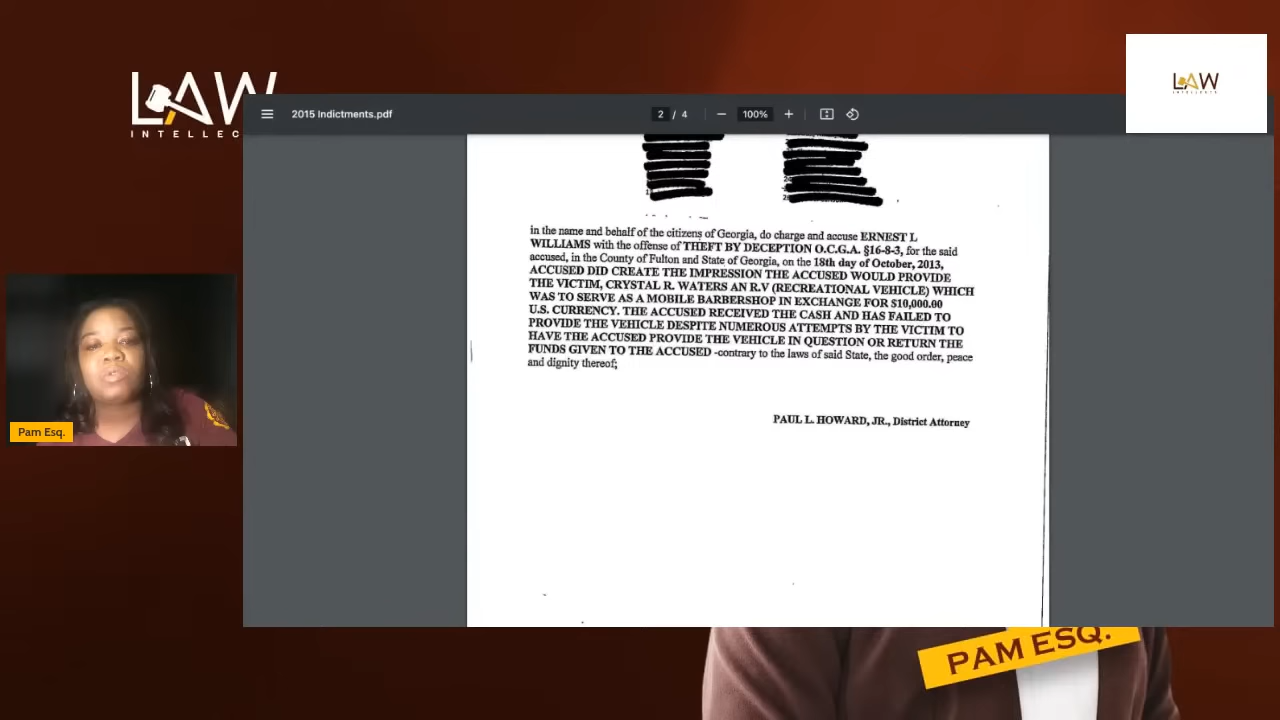 LAW
INTELLEC
2015 Indictments.pdf
2 / 4
100%
LAW
in the name and behalf of the citizens of Georgia, do charge and accuse ERNEST L
WILLIAMS with the offense of THEFT BY DECEPTION O.C.G.A. §16-8-3, for the said
accused, in the County of Fulton and State of Georgia, on the 18th day of October, 2013,
ACCUSED DID CREATE THE IMPRESSION THE ACCUSED WOULD PROVIDE
THE VICTIM, CRYSTAL R. WATERS AN R.V (RECREATIONAL VEHICLE) WHICH
WAS TO SERVE AS A MOBILE BARBERSHOP IN EXCHANGE FOR $10,000.00
U.S. CURRENCY. THE ACCUSED RECEIVED THE CASH AND HAS FAILED TO
PROVIDE THE VEHICLE DESPITE NUMEROUS ATTEMPTS BY THE VICTIM TO
HAVE THE ACCUSED PROVIDE THE VEHICLE IN QUESTION OR RETURN THE
FUNDS GIVEN TO THE ACCUSED -contrary to the laws of said State, the good order, peace
and dignity thereof;
PAUL L. HOWARD, JR., District Attorney
Pam Esq.
PAM ESQ.